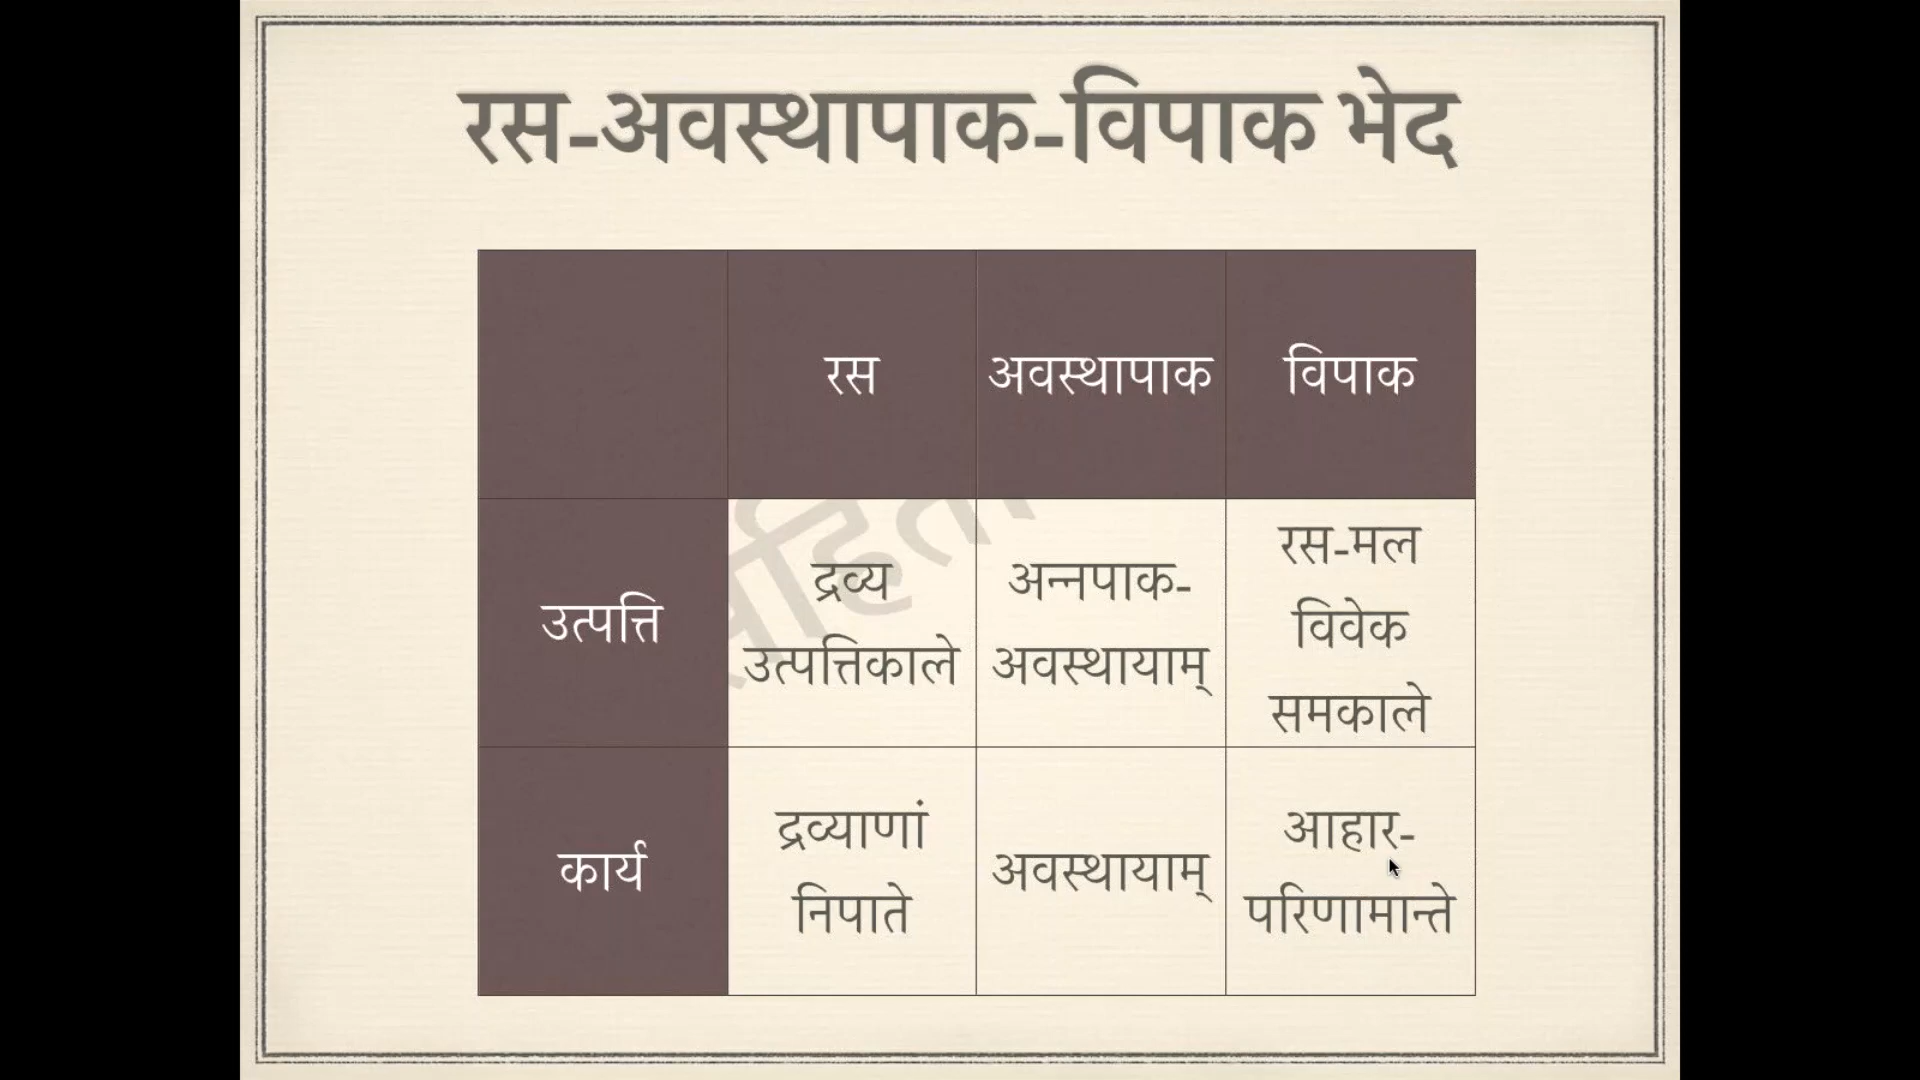 रस-अवस्थापाक-विपाक भेद
रस अवस्थापाक विपाक
उत्पत्ति
द्रव्य
उत्पत्तिकाले
अन्नपाक-
अवस्थायाम्
रस-मल
विवेक
समकाले
कार्य
द्रव्याणां
निपाते
अवस्थायाम्
आहार-
परिणामान्ते